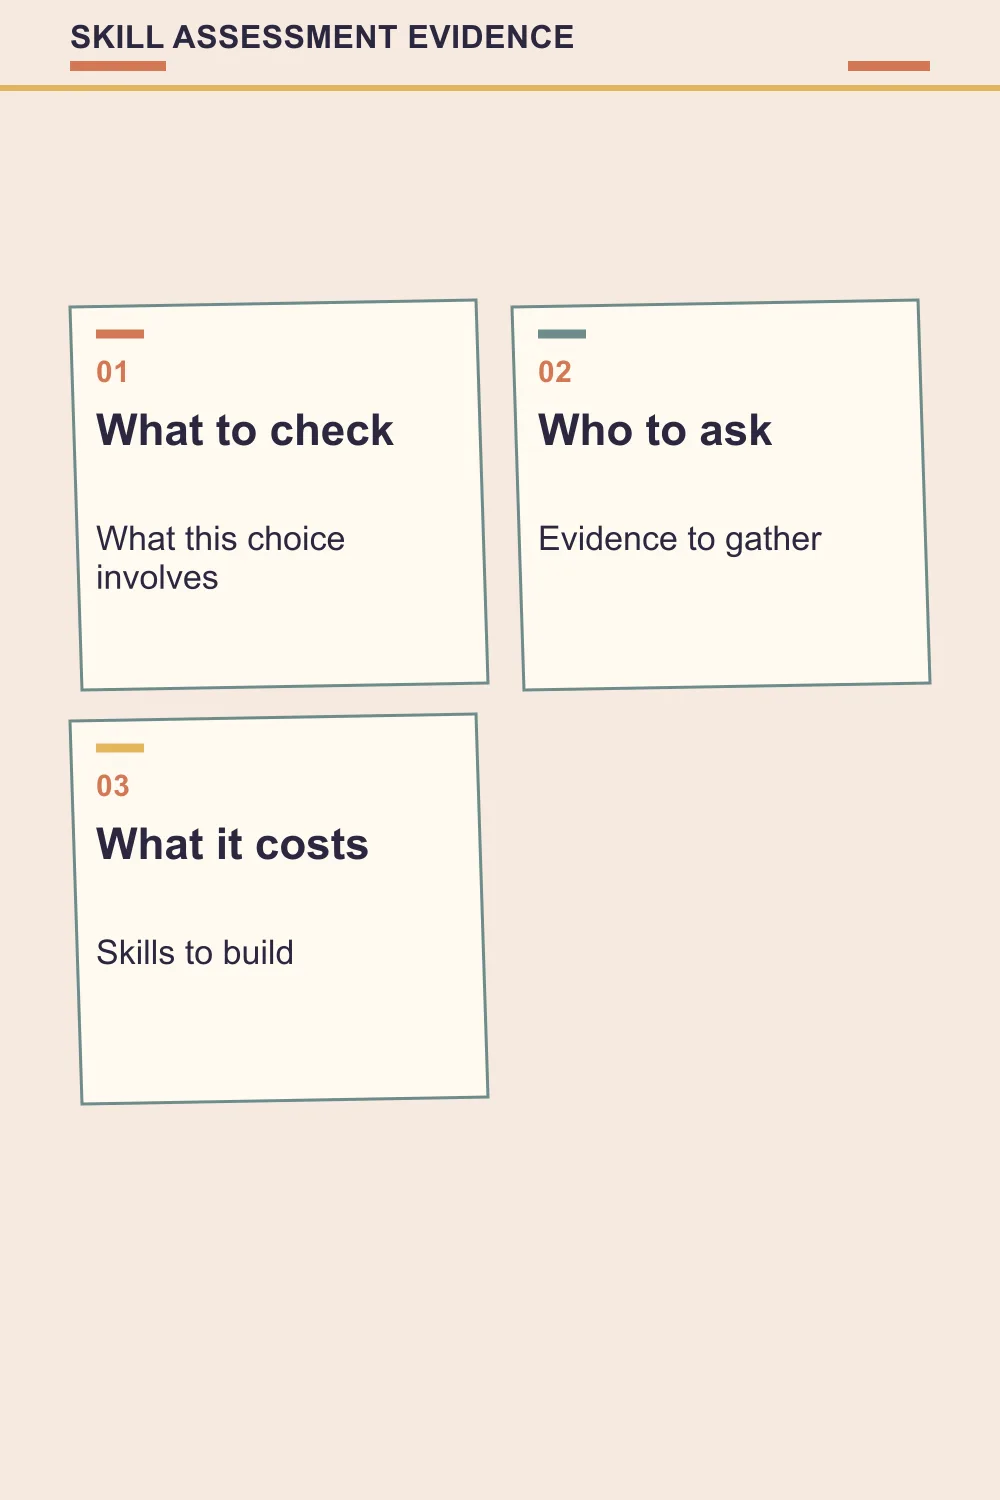 SKILL ASSESSMENT EVIDENCE
01
What to check
What this choice
involves
02
Who to ask
Evidence to gather
03
What it costs
Skills to build